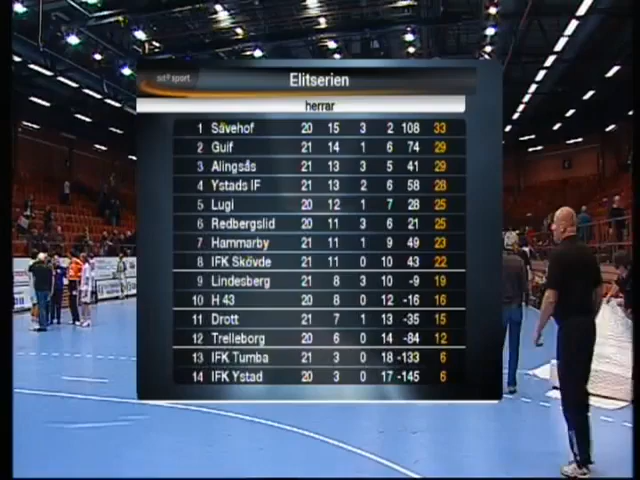 svt sport
Elitserien
herrar
1 Sävehof 20 15 3 2 108 33
2 Guif 21 14 1 6 74 29
3 Alingsås 21 13 3 5 41 29
4 Ystads IF 21 13 2 6 58 28
5 Lugi 20 12 1 7 28 25
6 Redbergslid 20 11 3 6 21 25
7 Hammarby 21 11 1 9 49 23
8 IFK Skövde 21 11 0 10 43 22
9 Lindesberg 21 8 3 10 -9 19
10 H 43 20 8 0 12 -16 16
11 Drott 21 7 1 13 -35 15
12 Trelleborg 20 6 0 14 -84 12
13 IFK Tumba 21 3 0 18 -133 6
14 IFK Ystad 20 3 0 17 -145 6